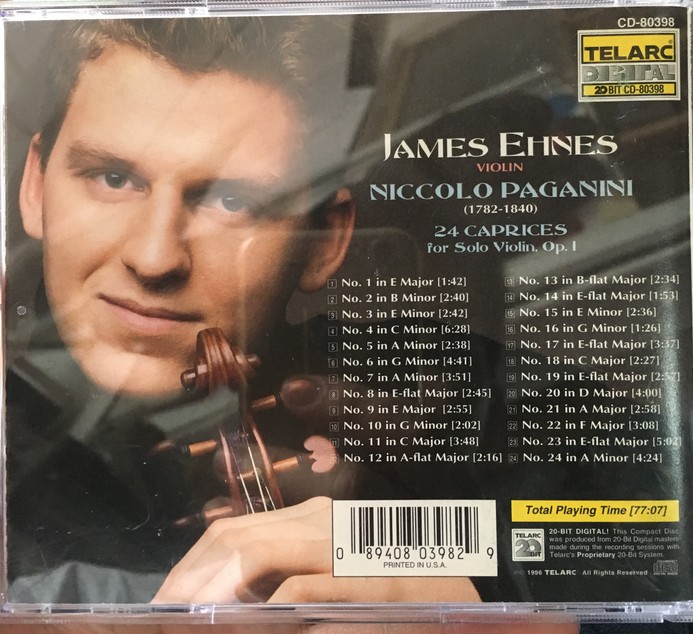 CD-80398
TELARC
DIGITAL
20 BIT CD-80398
JAMES EHNES
VIOLIN
NICCOLO PAGANINI
(1782-1840)
24 CAPRICES
for Solo Violin, Op. 1
1 No. 1 in E Major [1:42]
2 No. 2 in B Minor [2:40]
3 No. 3 in E Minor [2:42]
4 No. 4 in C Minor [6:28]
5 No. 5 in A Minor [2:38]
6 No. 6 in G Minor [4:41]
7 No. 7 in A Minor [3:51]
8 No. 8 in E-flat Major [2:45]
9 No. 9 in E Major [2:55]
10 No. 10 in G Minor [2:02]
11 No. 11 in C Major [3:48]
12 No. 12 in A-flat Major [2:16]
13 No. 13 in B-flat Major [2:34]
14 No. 14 in E-flat Major [1:53]
15 No. 15 in E Minor [2:36]
16 No. 16 in G Minor [1:26]
17 No. 17 in E-flat Major [3:37]
18 No. 18 in C Major [2:27]
19 No. 19 in E-flat Major [2:57]
20 No. 20 in D Major [4:00]
21 No. 21 in A Major [2:58]
22 No. 22 in F Major [3:08]
23 No. 23 in E-flat Major [5:02]
24 No. 24 in A Minor [4:24]
Total Playing Time [77:07]
0 89408 03982 9
PRINTED IN U.S.A.
TELARC
20
20-BIT DIGITAL! This Compact Disc
was produced from 20-Bit Digital masters
made during the recording sessions with
Telarc's Proprietary 20-Bit System.
1996 TELARC All Rights Reserved